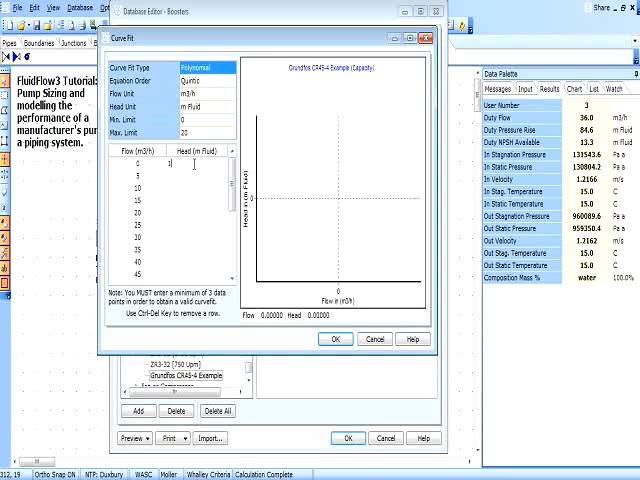 File Edit View Database Opt
Database Editor - Boosters
Share
Curve Fit
Pipes Boundaries Junctions
FluidFlow3 Tutorial:
Pump Sizing and
modelling the
performance of a
manufacturer's pum
a piping system.
Curve Fit Type Polynomial
Equation Order Quintic
Flow Unit m3/h
Head Unit m Fluid
Min. Limit 0
Max. Limit 20
Flow (m3/h) Head (m Fluid)
0 1
5
10
15
20
25
30
35
40
45
Note: You MUST enter a minimum of 3 data
points in order to obtain a valid curvefit.
Use Ctrl-Del Key to remove a row.
Grundfos CR45-4 Example (Capacity)
Head in (m Fluid)
0
0
Flow in (m3/h)
Flow 0.00000 Head 0.00000
OK Cancel Help
ZR3-32 [750 Upm]
Grundfos CR45-4 Example
Add Delete Delete All
Preview Print Import... OK Cancel Help
Data Palette
Messages Input Results Chart List Watch
User Number 3
Duty Flow 36.0 m3/h
Duty Pressure Rise 84.6 m Fluid
Duty NPSH Available 13.3 m Fluid
In Stagnation Pressure 131543.6 Pa a
In Static Pressure 130804.2 Pa a
In Velocity 1.2166 m/s
In Stag. Temperature 15.0 C
In Static Temperature 15.0 C
Out Stagnation Pressure 960089.6 Pa a
Out Static Pressure 959350.4 Pa a
Out Velocity 1.2162 m/s
Out Stag. Temperature 15.0 C
Out Static Temperature 15.0 C
Composition Mass % water 100.0%
312, 19 Ortho Snap ON NTP: Duxbury WASC Moller Whalley Criteria Calculation Complete